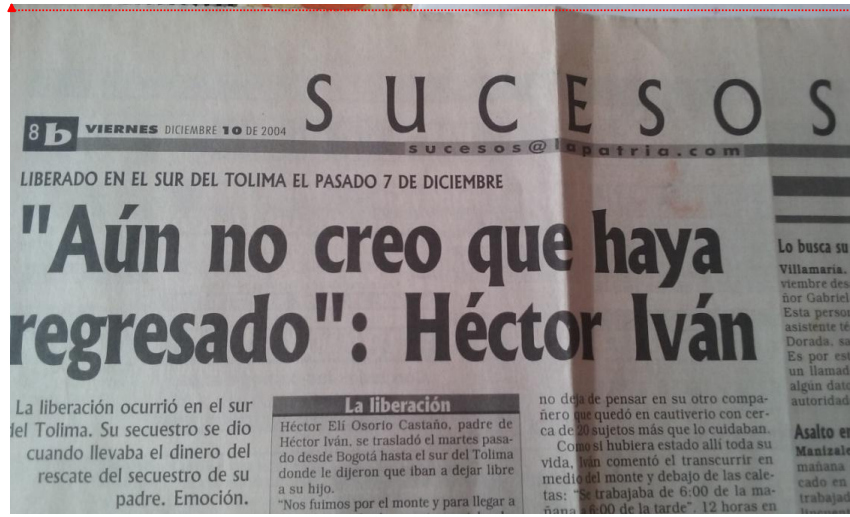 SUCESOS
8b VIERNES DICIEMBRE 10 DE 2004
sucesos@lapatria.com
LIBERADO EN EL SUR DEL TOLIMA EL PASADO 7 DE DICIEMBRE
"Aún no creo que haya
regresado": Héctor Iván
La liberación ocurrió en el sur
del Tolima. Su secuestro se dio
cuando llevaba el dinero del
rescate del secuestro de su
padre. Emoción.
La liberación
Héctor Elí Osorio Castaño, padre de
Héctor Iván, se trasladó el martes pasa-
do desde Bogotá hasta el sur del Tolima
donde le dijeron que iban a dejar libre
a su hijo.
"Nos fuimos por el monte y para llegar a
no deja de pensar en su otro compa-
ñero que quedó en cautiverio con cer-
ca de 20 sujetos más que lo cuidaban.
Como si hubiera estado allí toda su
vida, Iván comentó el transcurrir en
medio del monte y debajo de las cale-
tas: "Se trabajaba de 6:00 de la ma-
ñana a 6:00 de la tarde". 12 horas en
Lo busca su
Villamaría.
viembre des
ñor Gabriel
Esta person
asistente té
Dorada, sa
Es por est
un llamad
algún dato
autoridad
Asalto en
Manizale
mañana
cado en
trabajad